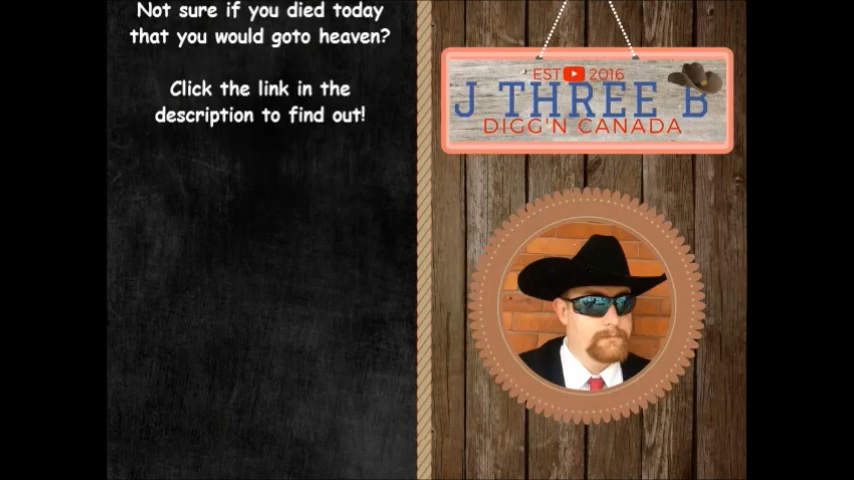 Not sure if you died today
that you would goto heaven?
Click the link in the
description to find out!
EST 2016
J THREE B
DIGG'N CANADA